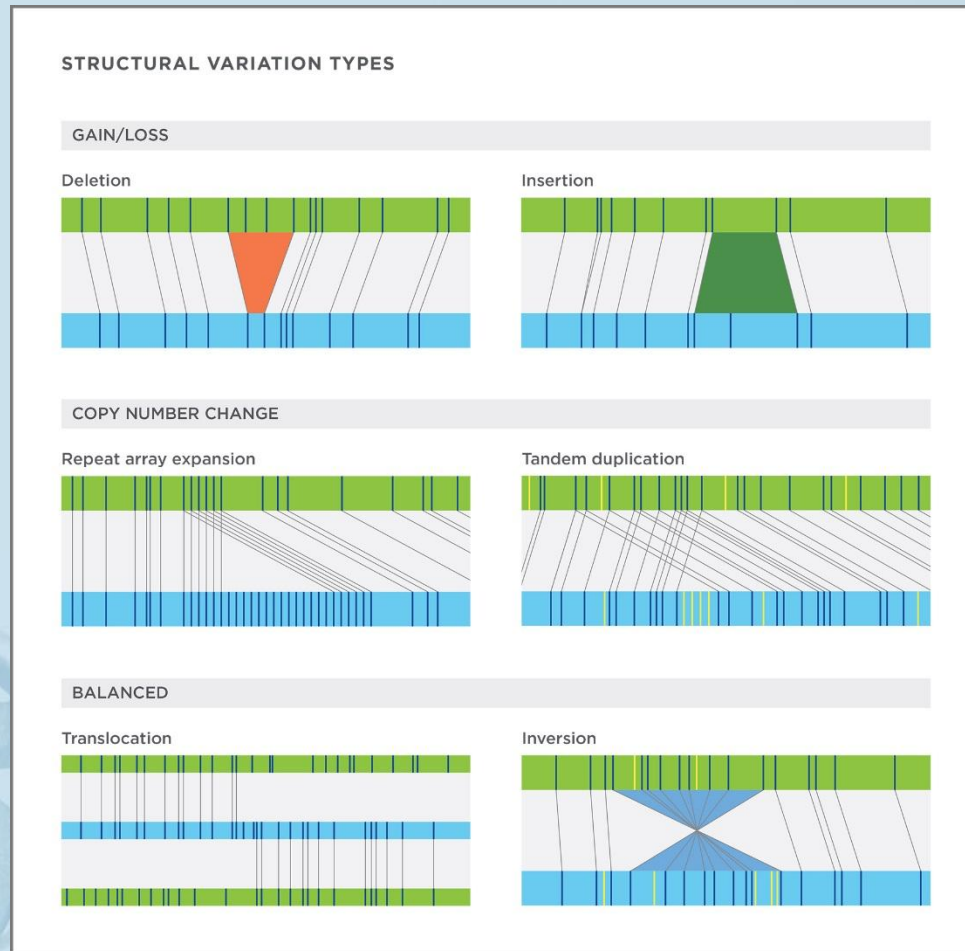 STRUCTURAL VARIATION TYPES
GAIN/LOSS
Deletion
Insertion
COPY NUMBER CHANGE
Repeat array expansion
Tandem duplication
BALANCED
Translocation
Inversion